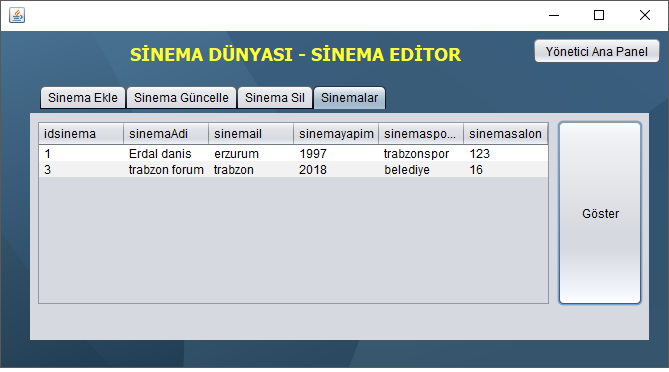 SİNEMA DÜNYASI - SİNEMA EDİTOR
Yönetici Ana Panel
Sinema Ekle Sinema Güncelle Sinema Sil Sinemalar
idsinema sinemaAdi sinemail sinemayapim sinemaspo... sinemasalon
1 Erdal danis erzurum 1997 trabzonspor 123
3 trabzon forum trabzon 2018 belediye 16
Göster